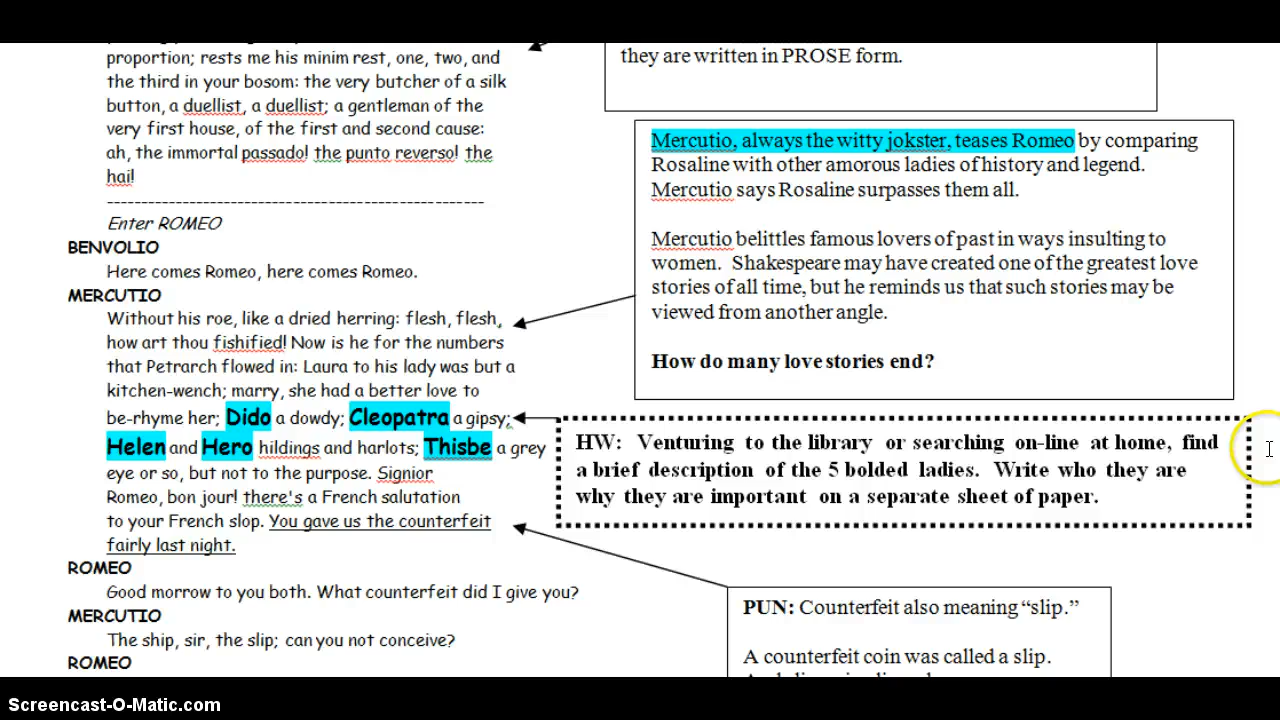 proportion; rests me his minim rest, one, two, and
the third in your bosom: the very butcher of a silk
button, a duellist, a duellist; a gentleman of the
very first house, of the first and second cause:
ah, the immortal passado! the punto reverso! the
hai!
------------------------------------------------------
Enter ROMEO
BENVOLIO
Here comes Romeo, here comes Romeo.
MERCUTIO
Without his roe, like a dried herring: flesh, flesh,
how art thou fishified! Now is he for the numbers
that Petrarch flowed in: Laura to his lady was but a
kitchen-wench; marry, she had a better love to
be-rhyme her; Dido a dowdy; Cleopatra a gipsy;
Helen and Hero hildings and harlots; Thisbe a grey
eye or so, but not to the purpose. Signior
Romeo, bon jour! there's a French salutation
to your French slop. You gave us the counterfeit
fairly last night.
ROMEO
Good morrow to you both. What counterfeit did I give you?
MERCUTIO
The ship, sir, the slip; can you not conceive?
ROMEO
they are written in PROSE form.
Mercutio, always the witty jokster, teases Romeo by comparing
Rosaline with other amorous ladies of history and legend.
Mercutio says Rosaline surpasses them all.
Mercutio belittles famous lovers of past in ways insulting to
women. Shakespeare may have created one of the greatest love
stories of all time, but he reminds us that such stories may be
viewed from another angle.
How do many love stories end?
HW: Venturing to the library or searching on-line at home, find
a brief description of the 5 bolded ladies. Write who they are
why they are important on a separate sheet of paper.
PUN: Counterfeit also meaning “slip.”
A counterfeit coin was called a slip.
Screencast-O-Matic.com